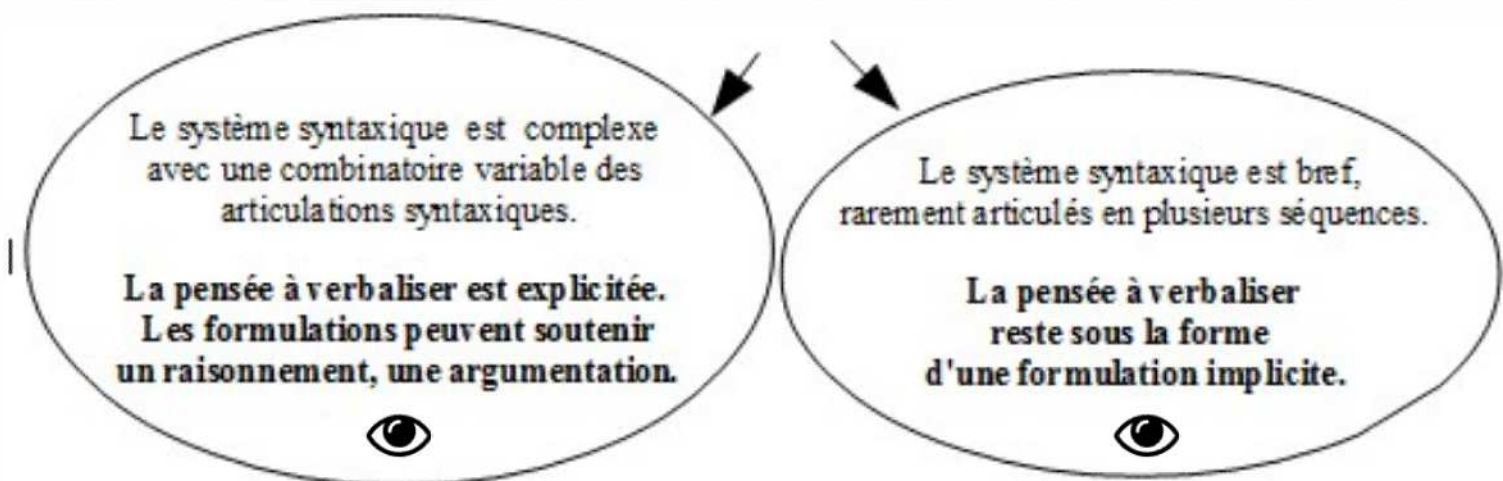 Le système syntaxique est complexe
avec une combinatoire variable des
articulations syntaxiques.
La pensée à verbaliser est explicitée.
Les formulations peuvent soutenir
un raisonnement, une argumentation.
Le système syntaxique est bref,
rarement articulés en plusieurs séquences.
La pensée à verbaliser
reste sous la forme
d'une formulation implicite.